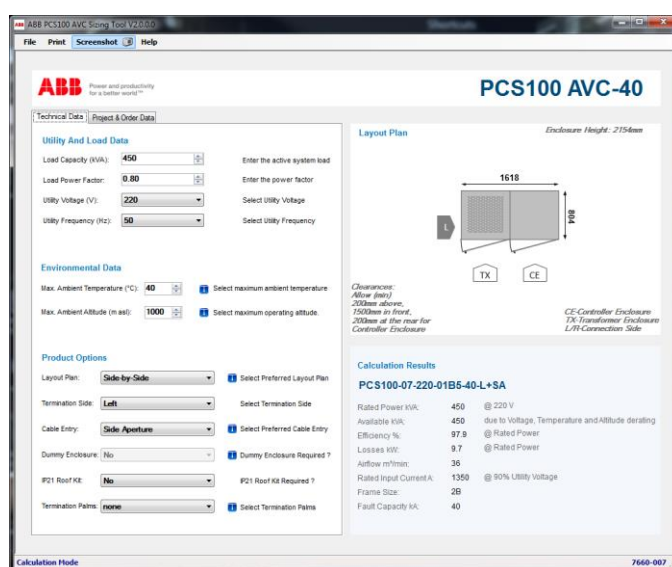 ABB PCS100 AVC Sizing Tool V2.0.0.0
File Print Screenshot Help
ABB Power and productivity
for a better world™
PCS100 AVC-40
Technical Data Project & Order Data
Utility And Load Data
Load Capacity (kVA): 450 Enter the active system load
Load Power Factor: 0.80 Enter the power factor
Utility Voltage (V): 220 Select Utility Voltage
Utility Frequency (Hz): 50 Select Utility Frequency
Environmental Data
Max. Ambient Temperature (°C): 40 Select maximum ambient temperature
Max. Ambient Altitude (m asl): 1000 Select maximum operating altitude.
Product Options
Layout Plan: Side-by-Side Select Preferred Layout Plan
Termination Side: Left Select Termination Side
Cable Entry: Side Aperture Select Preferred Cable Entry
Dummy Enclosure: No Dummy Enclosure Required ?
IP21 Roof Kit: No IP21 Roof Kit Required ?
Termination Palms: none Select Termination Palms
Layout Plan
Enclosure Height: 2154mm
1618
804
L
TX CE
Clearances:
Allow (min)
200mm above,
1500mm in front,
200mm at the rear for
Controller Enclosure
CE-Controller Enclosure
TX-Transformer Enclosure
L/R-Connection Side
Calculation Results
PCS100-07-220-01B5-40-L+SA
Rated Power kVA: 450 @ 220 V
Available kVA: 450 due to Voltage, Temperature and Altitude derating
Efficiency %: 97.9 @ Rated Power
Losses kW: 9.7 @ Rated Power
Airflow m³/min: 36
Rated Input Current A: 1350 @ 90% Utility Voltage
Frame Size: 2B
Fault Capacity kA: 40
Calculation Mode 7660-007